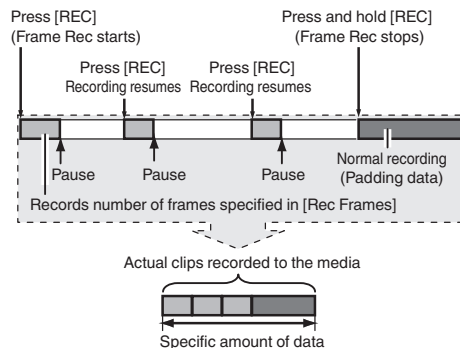 Press [REC]
(Frame Rec starts)
Press and hold [REC]
(Frame Rec stops)
Press [REC]
Recording resumes
Press [REC]
Recording resumes
Pause
Pause
Pause
Normal recording
(Padding data)
Records number of frames specified in [Rec Frames]
Actual clips recorded to the media
Specific amount of data